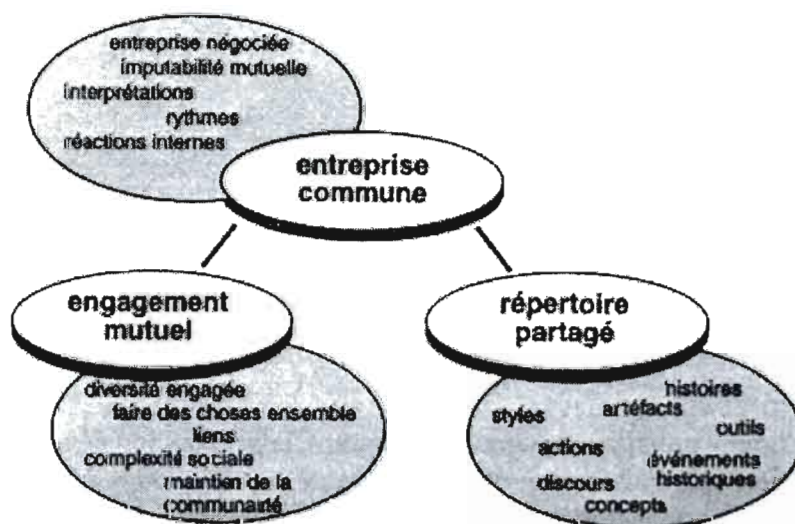 entreprise négociée
imputabilité mutuelle
interprétations
rythmes
réactions internes
entreprise
commune
engagement
mutuel
diversité engagée
faire des choses ensemble
liens
complexité sociale
maintien de la
communauté
répertoire
partagé
histoires
styles
artéfacts
outils
actions
événements
historiques
discours
concepts